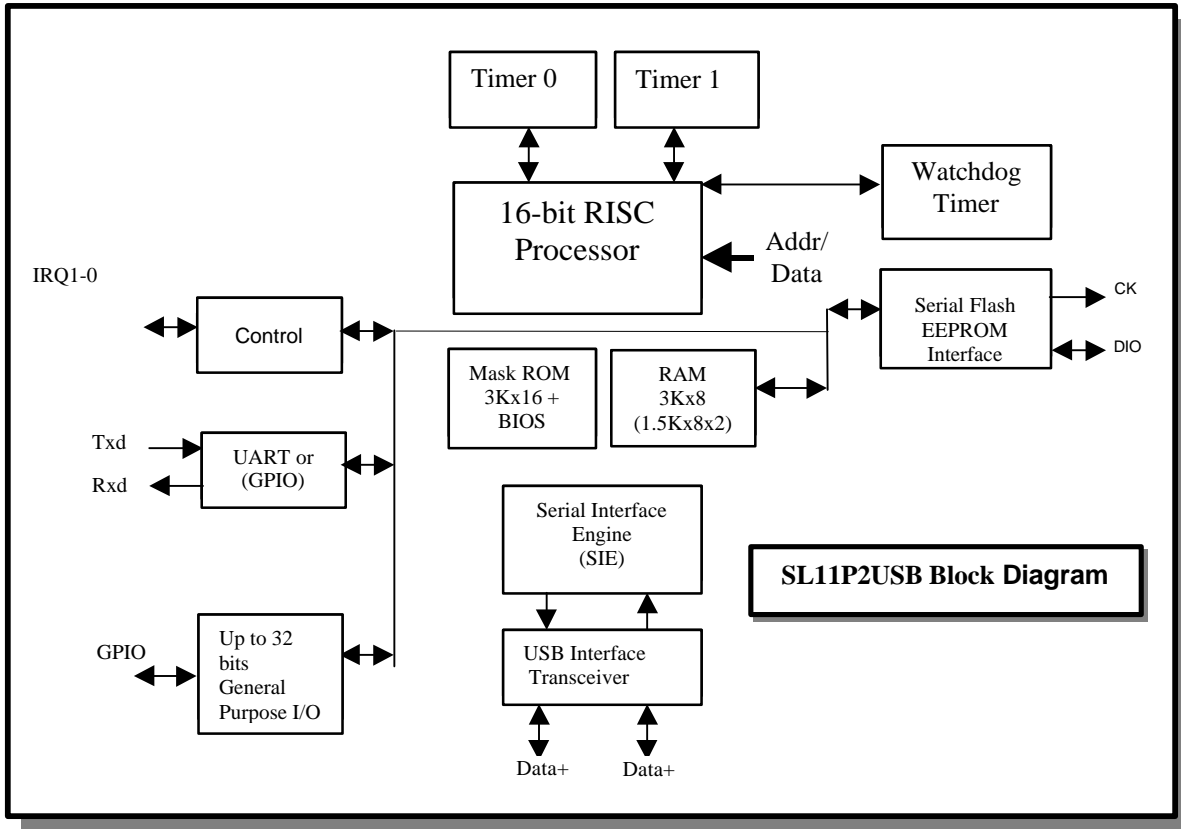 Timer 0
Timer 1
Watchdog
Timer
16-bit RISC
Processor
Addr/
Data
IRQ1-0
Control
Serial Flash
EEPROM
Interface
CK
DIO
Mask ROM
3Kx16 +
BIOS
RAM
3Kx8
(1.5Kx8x2)
Txd
Rxd
UART or
(GPIO)
Serial Interface
Engine
(SIE)
SL11P2USB Block Diagram
GPIO
Up to 32
bits
General
Purpose I/O
USB Interface
Transceiver
Data+
Data+